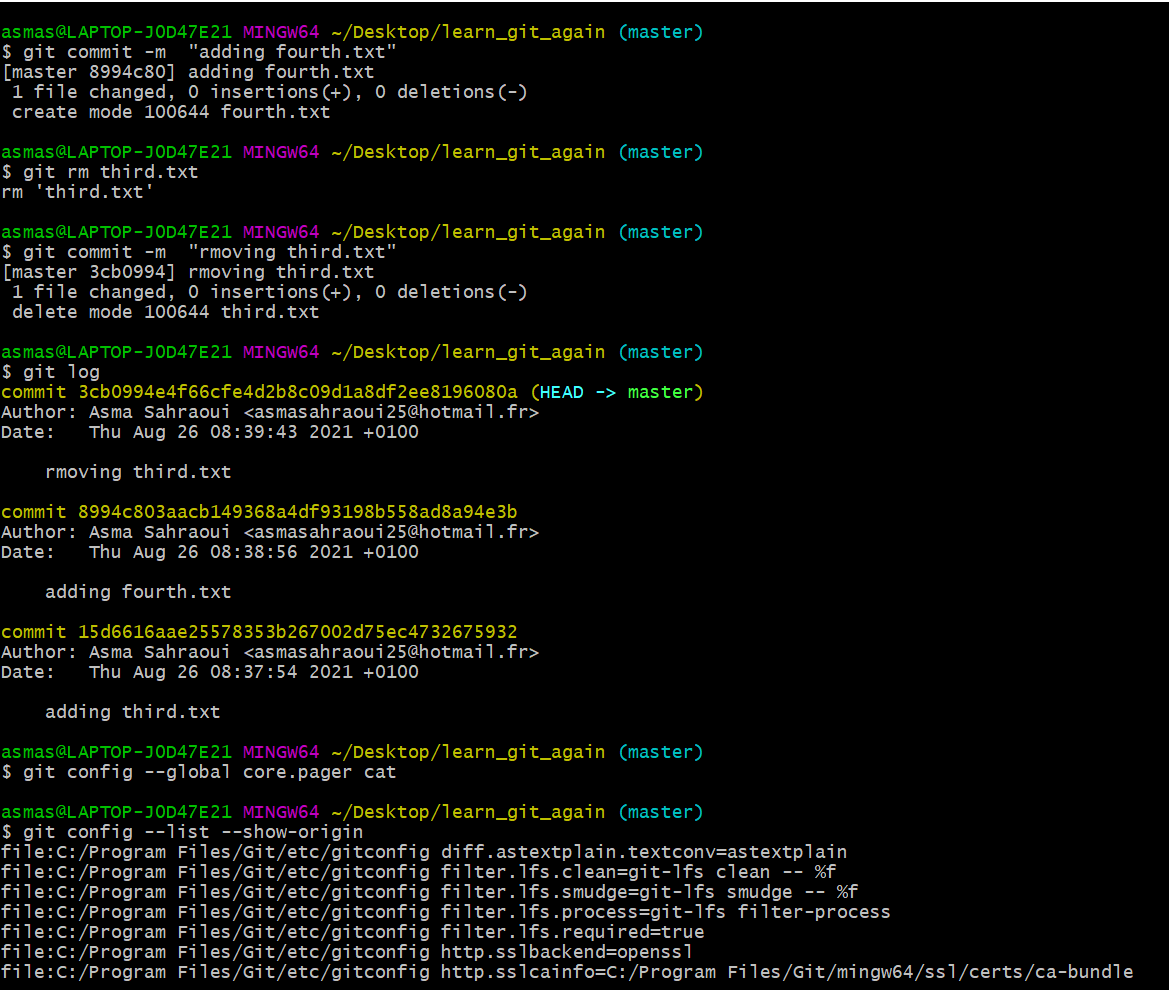 asmas@LAPTOP-J0D47E21 MINGW64 ~/Desktop/learn_git_again (master)
$ git commit -m  "adding fourth.txt"
[master 8994c80] adding fourth.txt
 1 file changed, 0 insertions(+), 0 deletions(-)
 create mode 100644 fourth.txt

asmas@LAPTOP-J0D47E21 MINGW64 ~/Desktop/learn_git_again (master)
$ git rm third.txt
rm 'third.txt'

asmas@LAPTOP-J0D47E21 MINGW64 ~/Desktop/learn_git_again (master)
$ git commit -m  "rmoving third.txt"
[master 3cb0994] rmoving third.txt
 1 file changed, 0 insertions(+), 0 deletions(-)
 delete mode 100644 third.txt

asmas@LAPTOP-J0D47E21 MINGW64 ~/Desktop/learn_git_again (master)
$ git log
commit 3cb0994e4f66cfe4d2b8c09d1a8df2ee8196080a (HEAD -> master)
Author: Asma Sahraoui <asmasahraoui25@hotmail.fr>
Date:   Thu Aug 26 08:39:43 2021 +0100

    rmoving third.txt

commit 8994c803aacb149368a4df93198b558ad8a94e3b
Author: Asma Sahraoui <asmasahraoui25@hotmail.fr>
Date:   Thu Aug 26 08:38:56 2021 +0100

    adding fourth.txt

commit 15d6616aae25578353b267002d75ec4732675932
Author: Asma Sahraoui <asmasahraoui25@hotmail.fr>
Date:   Thu Aug 26 08:37:54 2021 +0100

    adding third.txt

asmas@LAPTOP-J0D47E21 MINGW64 ~/Desktop/learn_git_again (master)
$ git config --global core.pager cat

asmas@LAPTOP-J0D47E21 MINGW64 ~/Desktop/learn_git_again (master)
$ git config --list --show-origin
file:C:/Program Files/Git/etc/gitconfig diff.astextplain.textconv=astextplain
file:C:/Program Files/Git/etc/gitconfig filter.lfs.clean=git-lfs clean -- %f
file:C:/Program Files/Git/etc/gitconfig filter.lfs.smudge=git-lfs smudge -- %f
file:C:/Program Files/Git/etc/gitconfig filter.lfs.process=git-lfs filter-process
file:C:/Program Files/Git/etc/gitconfig filter.lfs.required=true
file:C:/Program Files/Git/etc/gitconfig http.sslbackend=openssl
file:C:/Program Files/Git/etc/gitconfig http.sslcainfo=C:/Program Files/Git/mingw64/ssl/certs/ca-bundle